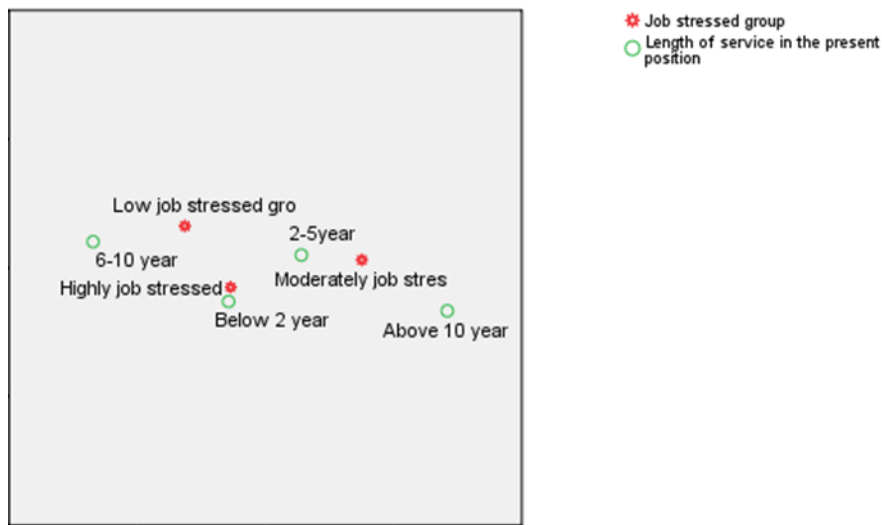 Job stressed group
Length of service in the present
position
Low job stressed gro
2-5year
6-10 year
Moderately job stres
Highly job stressed
Below 2 year
Above 10 year